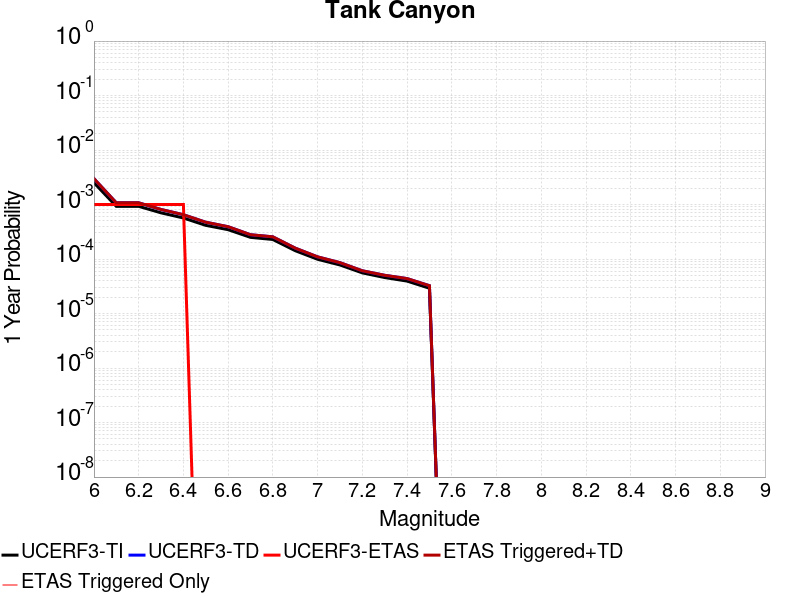 Tank Canyon
10^0
10^-1
10^-2
10^-3
10^-4
10^-5
10^-6
10^-7
10^-8
1 Year Probability
6 6.2 6.4 6.6 6.8 7 7.2 7.4 7.6 7.8 8 8.2 8.4 8.6 8.8 9
Magnitude
UCERF3-TI UCERF3-TD UCERF3-ETAS ETAS Triggered+TD
ETAS Triggered Only